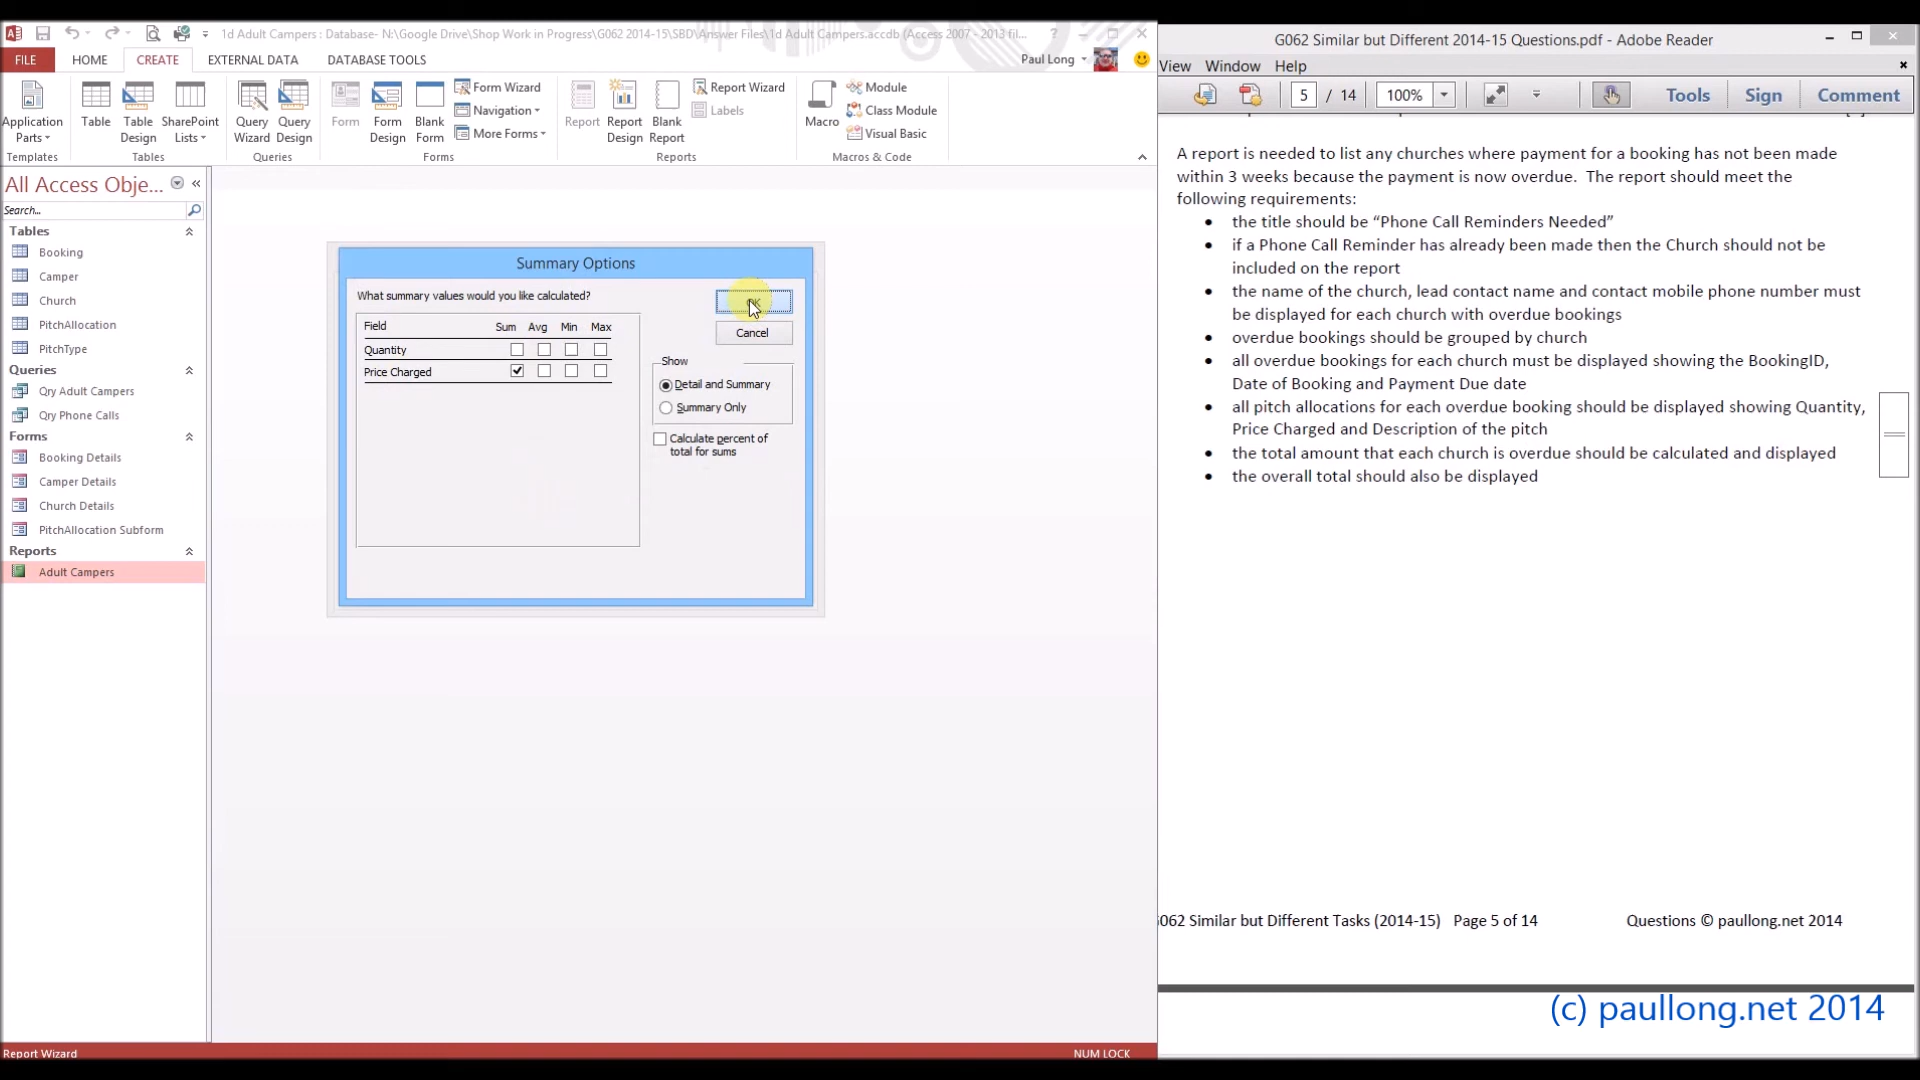 1d Adult Campers : Database- N:\Google Drive\Shop Work in Progress\G062 2014-15\SBD\Answer Files\1d Adult Campers.accdb (Access 2007 - 2013 fil...
FILE HOME CREATE EXTERNAL DATA DATABASE TOOLS
Paul Long
Application Parts
Table
Table Design
SharePoint Lists
Query Wizard
Query Design
Form
Form Design
Blank Form
Form Wizard
Navigation
More Forms
Report
Report Design
Blank Report
Report Wizard
Labels
Macro
Module
Class Module
Visual Basic
Templates Tables Queries Forms Reports Macros & Code
All Access Obje...
Search...
Tables
Booking
Camper
Church
PitchAllocation
PitchType
Queries
Qry Adult Campers
Qry Phone Calls
Forms
Booking Details
Camper Details
Church Details
PitchAllocation Subform
Reports
Adult Campers
Summary Options
What summary values would you like calculated?
Field Sum Avg Min Max
Quantity
Price Charged
OK
Cancel
Show
Detail and Summary
Summary Only
Calculate percent of
total for sums
Report Wizard
NUM LOCK
G062 Similar but Different 2014-15 Questions.pdf - Adobe Reader
View Window Help
5 / 14 100% Tools Sign Comment
A report is needed to list any churches where payment for a booking has not been made
within 3 weeks because the payment is now overdue. The report should meet the
following requirements:
• the title should be “Phone Call Reminders Needed”
• if a Phone Call Reminder has already been made then the Church should not be
included on the report
• the name of the church, lead contact name and contact mobile phone number must
be displayed for each church with overdue bookings
• overdue bookings should be grouped by church
• all overdue bookings for each church must be displayed showing the BookingID,
Date of Booking and Payment Due date
• all pitch allocations for each overdue booking should be displayed showing Quantity,
Price Charged and Description of the pitch
• the total amount that each church is overdue should be calculated and displayed
• the overall total should also be displayed
G062 Similar but Different Tasks (2014-15) Page 5 of 14 Questions © paullong.net 2014
(c) paullong.net 2014